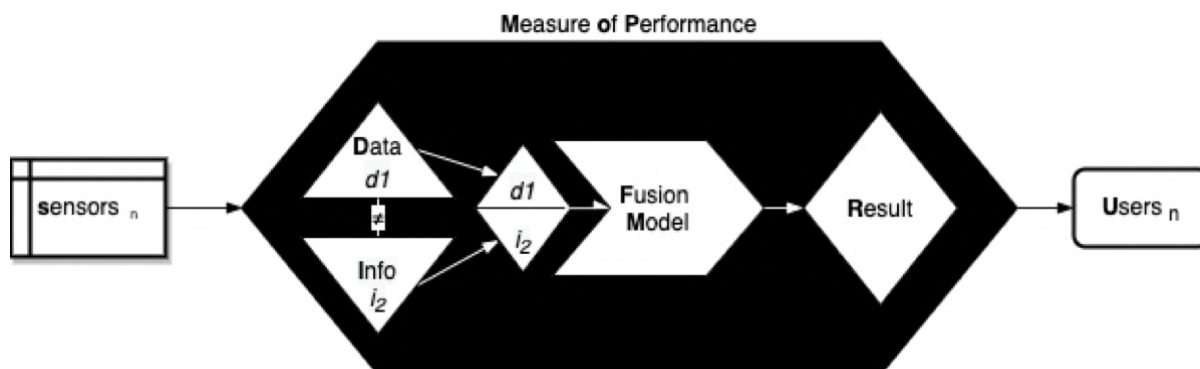 Measure of Performance
sensors n
Data
d1
≠
Info
i2
d1
i2
Fusion
Model
Result
Users n